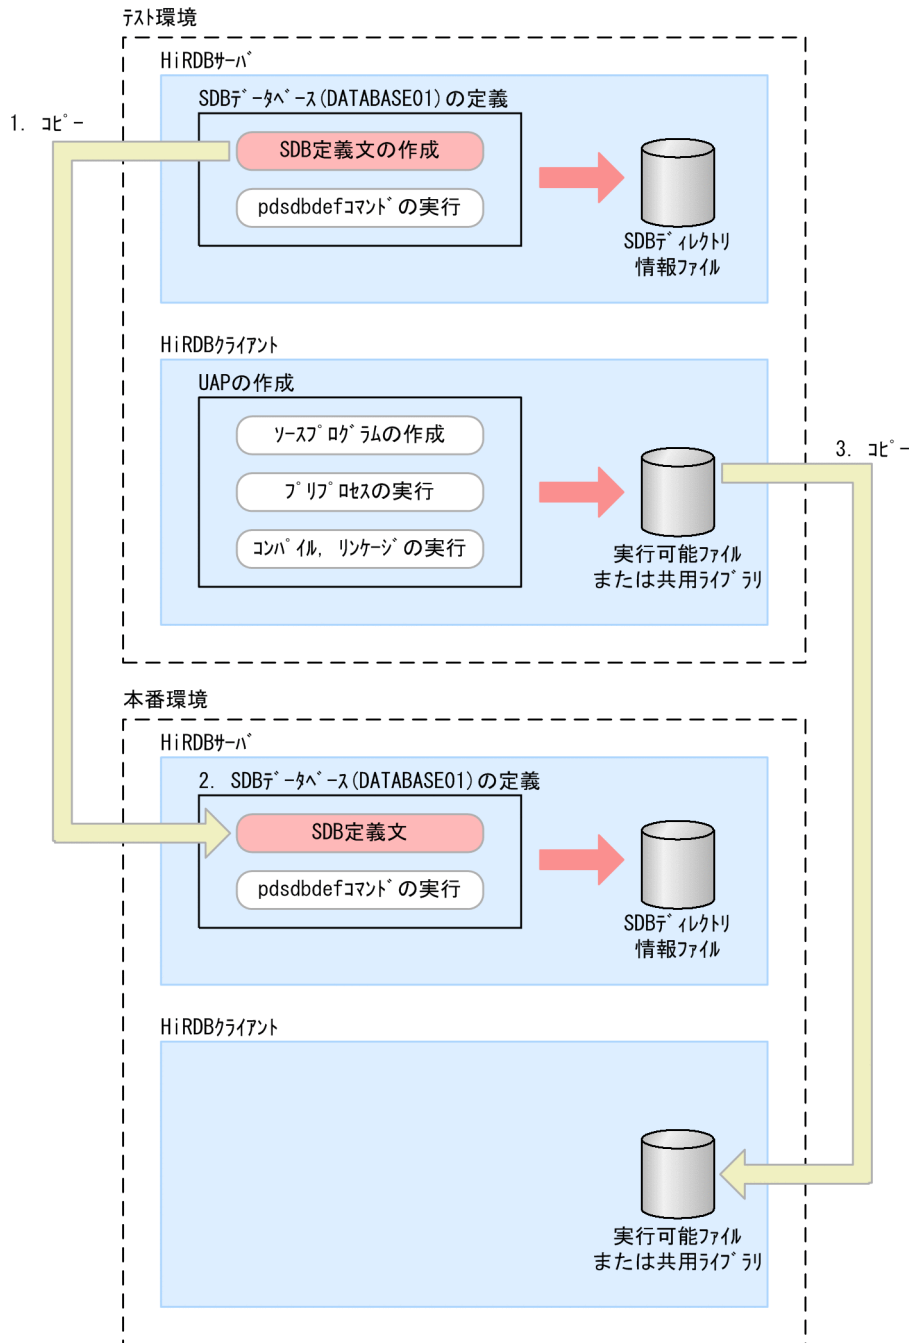 テスト環境
HiRDBサーバ
SDBデータベース(DATABASE01)の定義
1. コピー
SDB定義文の作成
pdsdbdefコマンドの実行
SDBディレクトリ
情報ファイル
HiRDBクライアント
UAPの作成
ソースプログラムの作成
プリプロセスの実行
コンパイル, リンケージの実行
実行可能ファイル
または共用ライブラリ
3. コピー
本番環境
HiRDBサーバ
2. SDBデータベース(DATABASE01)の定義
SDB定義文
pdsdbdefコマンドの実行
SDBディレクトリ
情報ファイル
HiRDBクライアント
実行可能ファイル
または共用ライブラリ